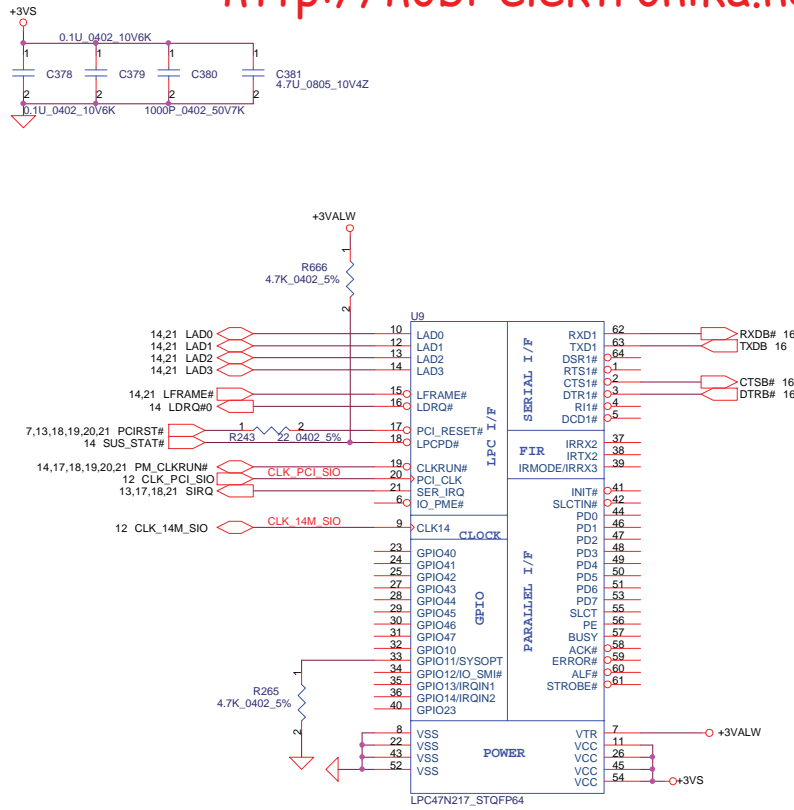 http://hobi-elektronika.ne
+3VS
0.1U_0402_10V6K
1 1 1 1
C378 C379 C380 C381
4.7U_0805_10V4Z
2 2 2 2
0.1U_0402_10V6K 1000P_0402_50V7K
+3VALW
1
R666
4.7K_0402_5%
2
U9
14,21 LAD0 10 LAD0 RXD1 62 RXDB# 16
14,21 LAD1 12 LAD1 TXD1 63 TXDB 16
14,21 LAD2 13 LAD2 DSR1# 64
14,21 LAD3 14 LAD3 RTS1# 1
CTS1# 2 CTSB# 16
14,21 LFRAME# 15 LFRAME# DTR1# 3 DTRB# 16
14 LDRQ#0 16 LDRQ# RI1# 4
DCD1# 5
LPC I/F
SERIAL I/F
7,13,18,19,20,21 PCIRST# 1 2 17 PCI_RESET#
14 SUS_STAT# R243 22_0402_5% 18 LPCPD#
FIR
IRRX2 37
IRTX2 38
IRMODE/IRRX3 39
14,17,18,19,20,21 PM_CLKRUN# 19 CLKRUN#
12 CLK_PCI_SIO CLK_PCI_SIO 20 PCI_CLK
13,17,18,21 SIRQ 21 SER_IRQ
6 IO_PME#
12 CLK_14M_SIO CLK_14M_SIO 9 CLK14
CLOCK
INIT# 41
SLCTIN# 42
PD0 44
PD1 46
PD2 47
PD3 48
PD4 49
PD5 50
PD6 51
PD7 53
SLCT 55
PE 56
BUSY 57
ACK# 58
ERROR# 59
ALF# 60
STROBE# 61
PARALLEL I/F
23 GPIO40
24 GPIO41
25 GPIO42
27 GPIO43
28 GPIO44
29 GPIO45
30 GPIO46
31 GPIO47
32 GPIO10
33 GPIO11/SYSOPT
34 GPIO12/IO_SMI#
35 GPIO13/IRQIN1
36 GPIO14/IRQIN2
40 GPIO23
GPIO
1
R265
4.7K_0402_5%
2
8 VSS VTR 7 +3VALW
22 VSS VCC 11
43 VSS VCC 26
52 VSS VCC 45
VCC 54 +3VS
POWER
LPC47N217_STQFP64